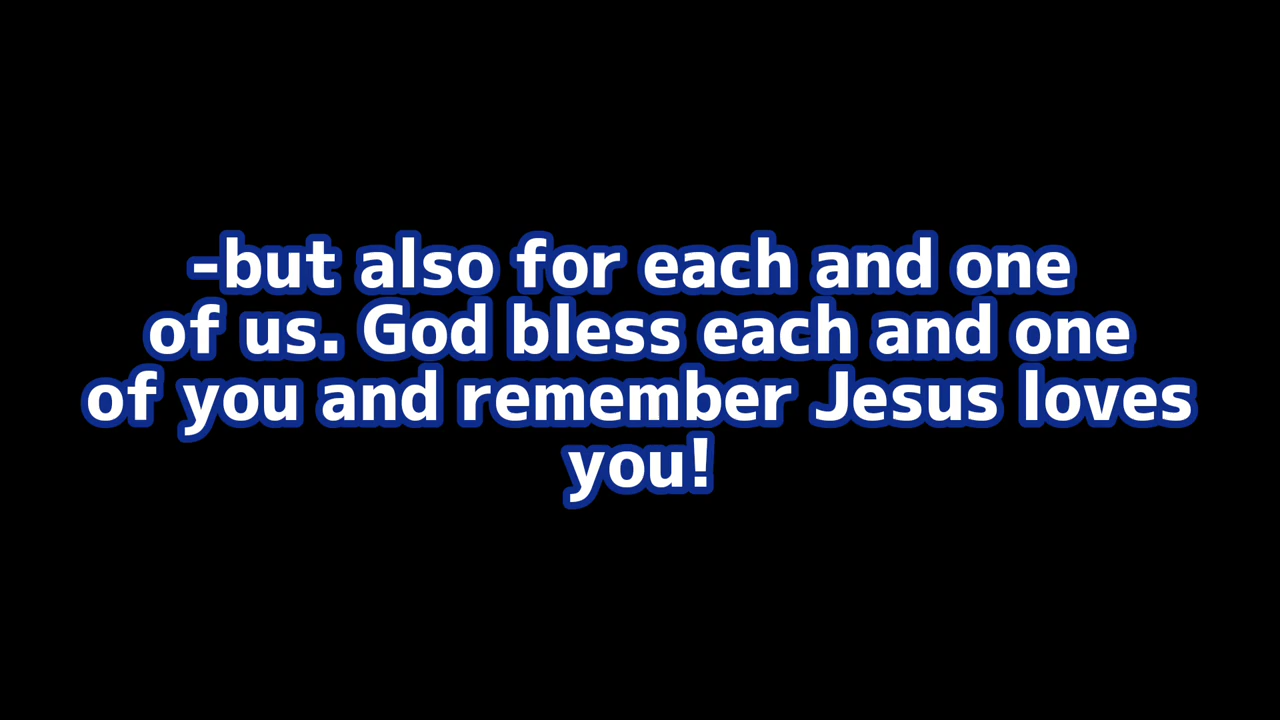 -but also for each and one
of us. God bless each and one
of you and remember Jesus loves
you!